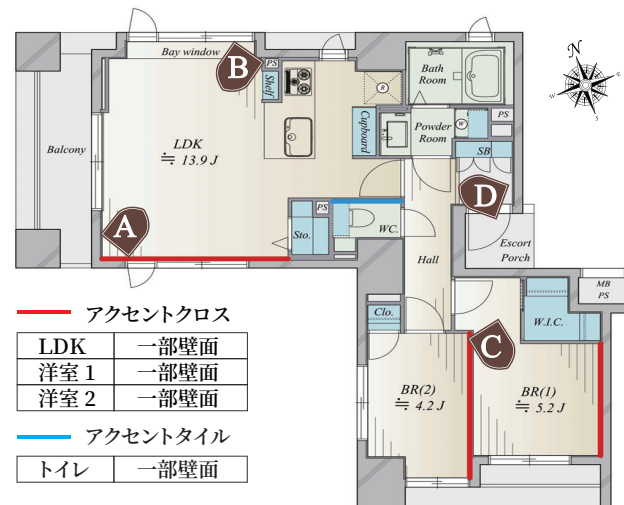 Bay window
B
PS
Shelf
R
Bath
Room
N
W
E
S
Balcony
LDK
≒ 13.9 J
Cupboard
Powder
Room
W
PS
SB
D
A
Sto.
PS
WC.
Hall
Escort
Porch
MB
PS
アクセントクロス
LDK 一部壁面
洋室 1 一部壁面
洋室 2 一部壁面
アクセントタイル
トイレ 一部壁面
Clo.
W.I.C.
C
BR(2)
≒ 4.2 J
BR(1)
≒ 5.2 J